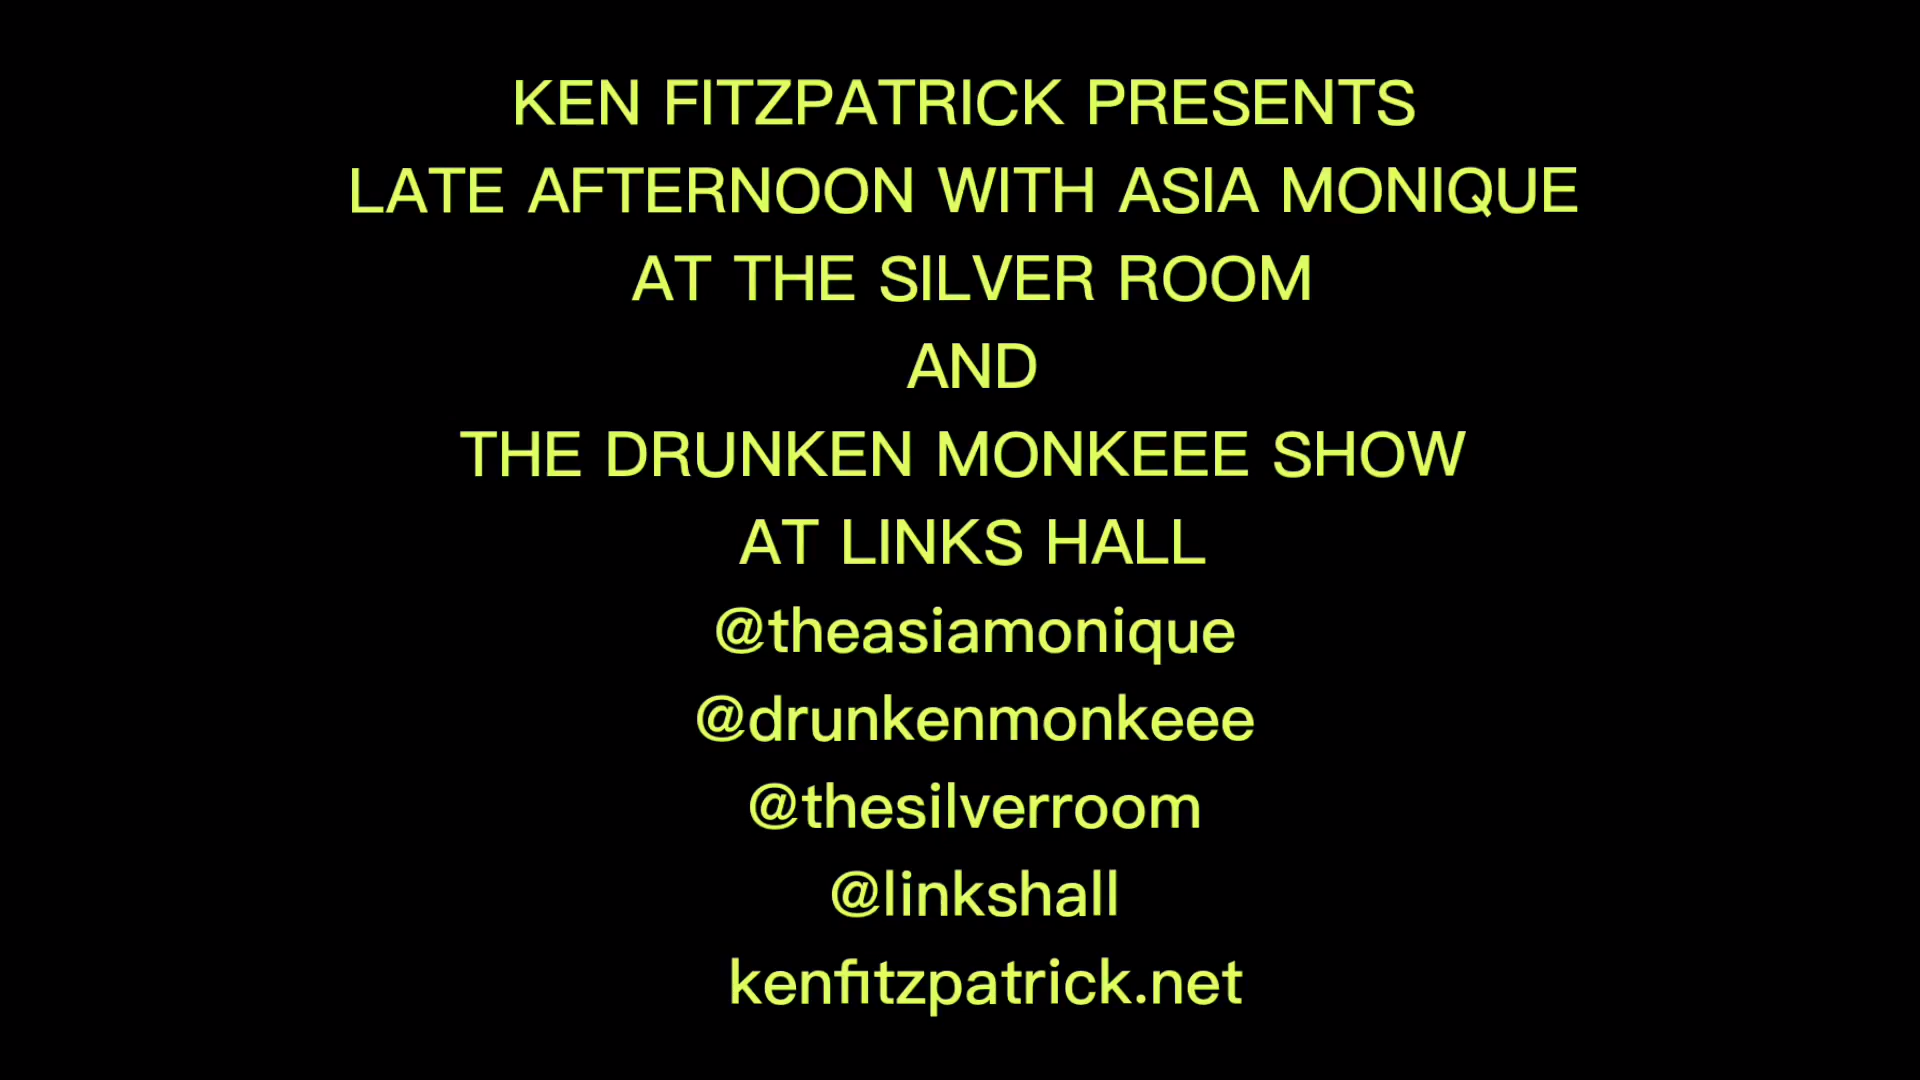 KEN FITZPATRICK PRESENTS
LATE AFTERNOON WITH ASIA MONIQUE
AT THE SILVER ROOM
AND
THE DRUNKEN MONKEEE SHOW
AT LINKS HALL
@theasiamonique
@drunkenmonkeee
@thesilverroom
@linkshall
kenfitzpatrick.net